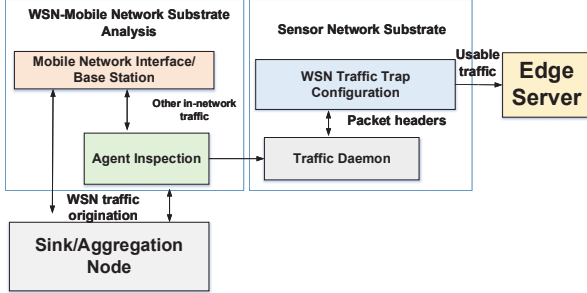 WSN-Mobile Network Substrate
Analysis
Mobile Network Interface/
Base Station
Other in-network
traffic
Agent Inspection
WSN traffic
origination
Sink/Aggregation
Node
Sensor Network Substrate
WSN Traffic Trap
Configuration
Packet headers
Traffic Daemon
Usable
traffic
Edge
Server